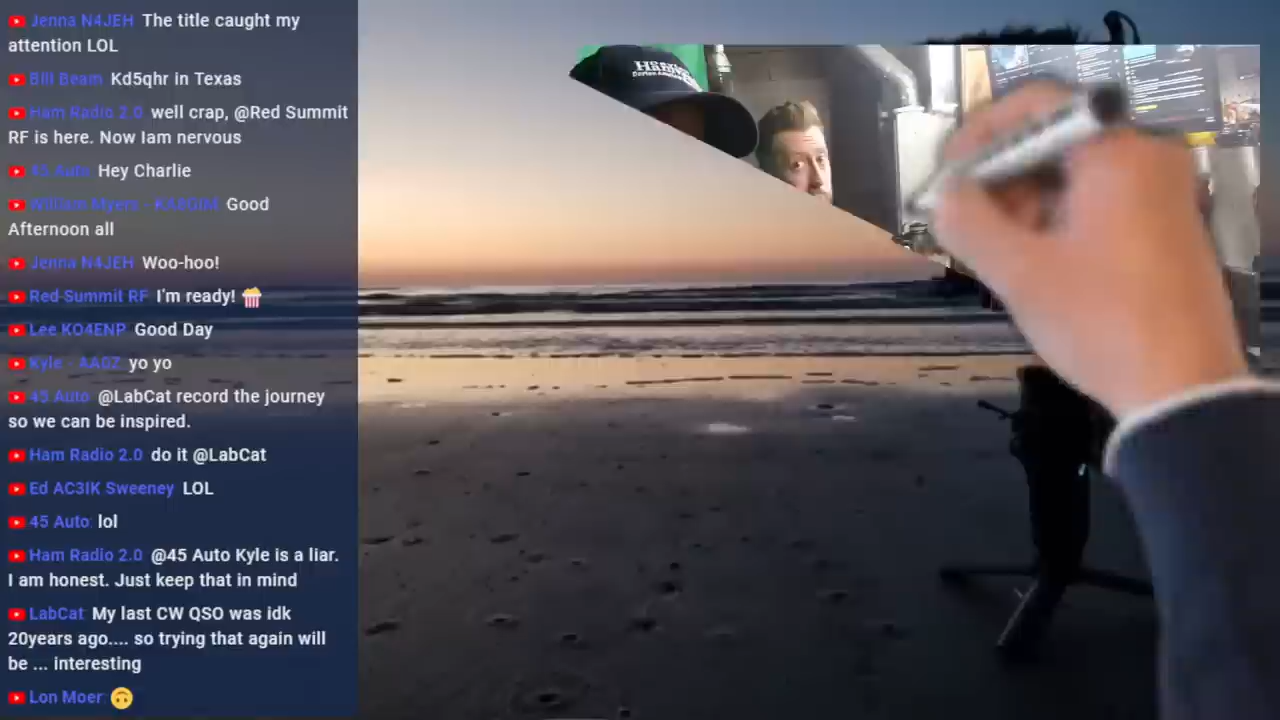 Jenna N4JEH The title caught my
attention LOL
Bill Beam Kd5qhr in Texas
Ham Radio 2.0 well crap, @Red Summit
RF is here. Now Iam nervous
45 Auto Hey Charlie
William Myers - Good
Afternoon all
Jenna N4JEH Woo-hoo!
Red Summit RF I'm ready! 🍿
Lee KO4ENP Good Day
Kyle - AA0Z yo yo
45 Auto @LabCat record the journey
so we can be inspired.
Ham Radio 2.0 do it @LabCat
Ed AC3IK Sweeney LOL
45 Auto lol
Ham Radio 2.0 @45 Auto Kyle is a liar.
I am honest. Just keep that in mind
LabCat My last CW QSO was idk
20years ago.... so trying that again will
be ... interesting
Lon Moer 🙃